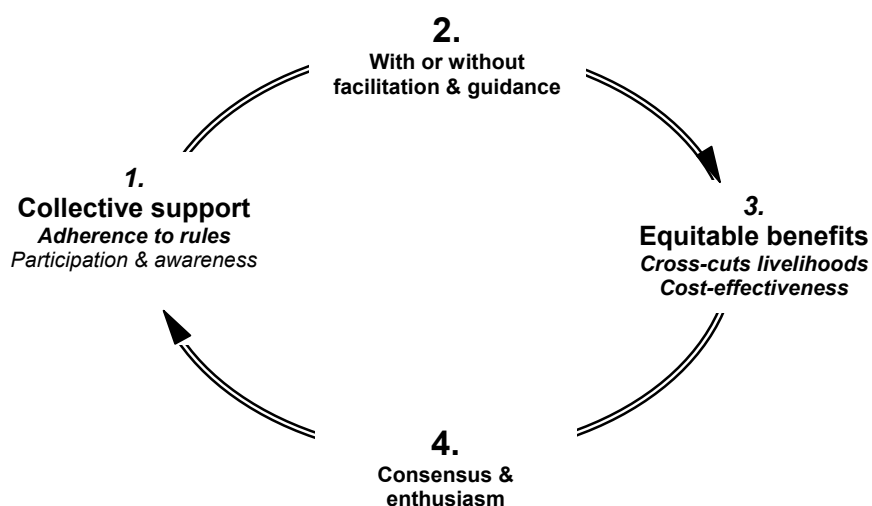 2.
With or without
facilitation & guidance
1.
Collective support
Adherence to rules
Participation & awareness
3.
Equitable benefits
Cross-cuts livelihoods
Cost-effectiveness
4.
Consensus &
enthusiasm